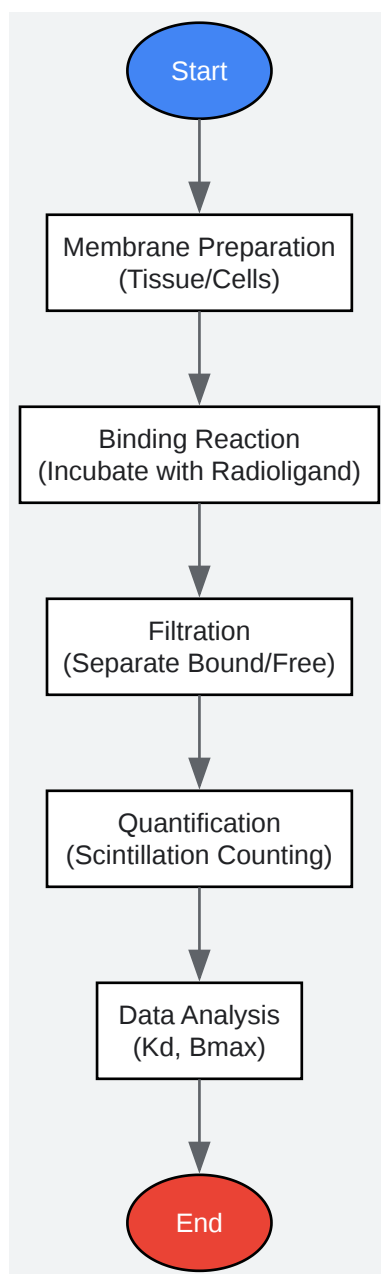 Start
Membrane Preparation
(Tissue/Cells)
Binding Reaction
(Incubate with Radioligand)
Filtration
(Separate Bound/Free)
Quantification
(Scintillation Counting)
Data Analysis
(Kd, Bmax)
End